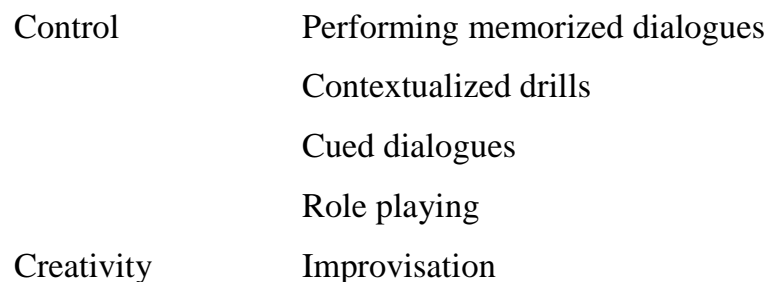 Control Performing memorized dialogues
Contextualized drills
Cued dialogues
Role playing
Creativity Improvisation